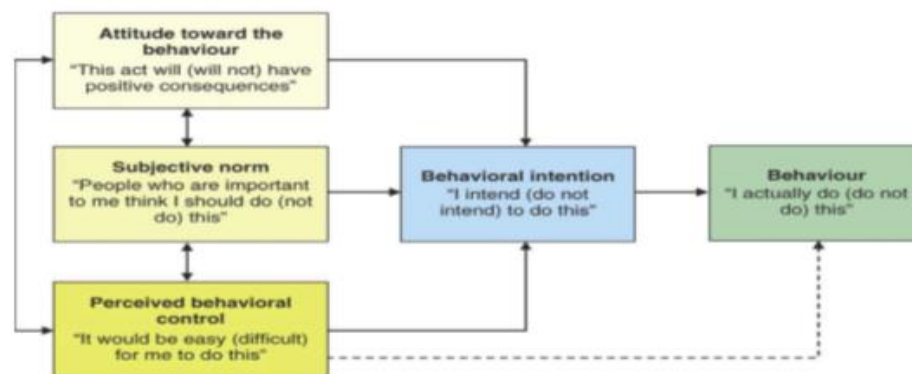 Attitude toward the
behaviour
"This act will (will not) have
positive consequences"
Subjective norm
"People who are important
to me think I should do (not
do) this"
Perceived behavioral
control
"It would be easy (difficult)
for me to do this"
Behavioral intention
"I intend (do not
intend) to do this"
Behaviour
"I actually do (do not
do) this"